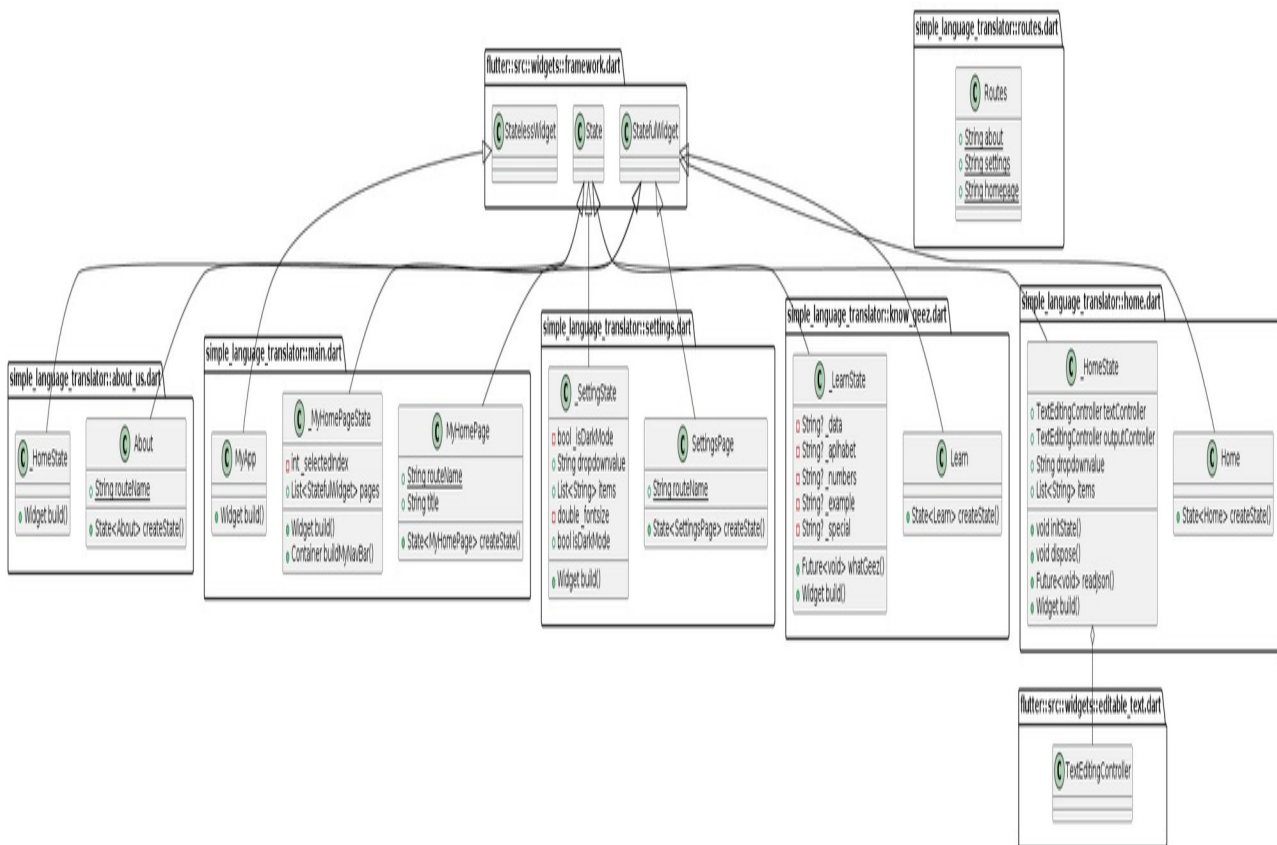 simple_language_translator::routes.dart
C Routes
String about
String settings
String homepage
flutter::src::widgets::framework.dart
C StatelessWidget
C State
C StatefulWidget
simple_language_translator::about_us.dart
C _HomeState
Widget build()
C About
String routeName
State<About> createState()
simple_language_translator::main.dart
C MyApp
Widget build()
C _MyHomePageState
int _selectedIndex
List<StatefulWidget> pages
Widget build()
Container buildMyNavBar()
C MyHomePage
String routeName
String title
State<MyHomePage> createState()
simple_language_translator::settings.dart
C _SettingState
bool _isDarkMode
String dropdownvalue
List<String> items
double _fontsize
bool isDarkMode
Widget build()
C SettingsPage
String routeName
State<SettingsPage> createState()
simple_language_translator::know_geez.dart
C _LearnState
String? _data
String? _aplhabet
String? _numbers
String? _example
String? _special
Future<void> whatGeez()
Widget build()
C Learn
State<Learn> createState()
simple_language_translator::home.dart
C _HomeState
TextEditingController textController
TextEditingController outputController
String dropdownvalue
List<String> items
void initState()
void dispose()
Future<void> readJson()
Widget build()
C Home
State<Home> createState()
flutter::src::widgets::editable_text.dart
C TextEditingController